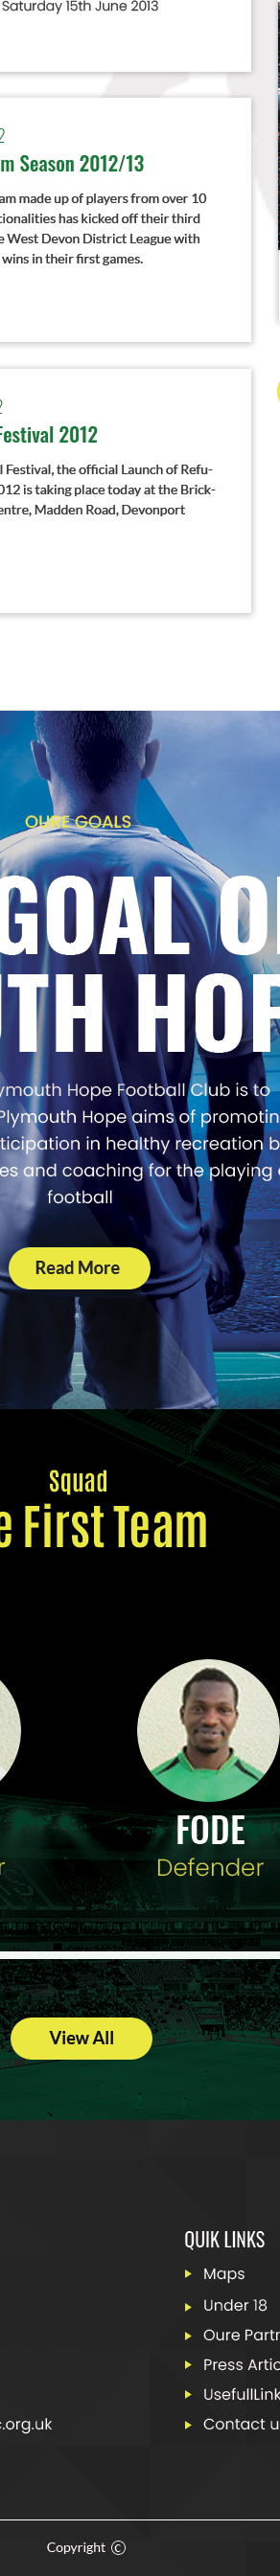 Saturday 15th June 2013
2
m Season 2012/13
am made up of players from over 10
tionalities has kicked off their third
e West Devon District League with
wins in their first games.
2
Festival 2012
l Festival, the official Launch of Refu-
012 is taking place today at the Brick-
entre, Madden Road, Devonport
OURE GOALS
GOAL O
UTH HOP
ymouth Hope Football Club is to
Plymouth Hope aims of promotin
ticipation in healthy recreation b
es and coaching for the playing
football
Read More
Squad
e First Team
FODE
r
Defender
View All
QUIK LINKS
Maps
Under 18
Oure Partn
Press Artic
UsefullLink
c.org.uk
Contact u
Copyright ©